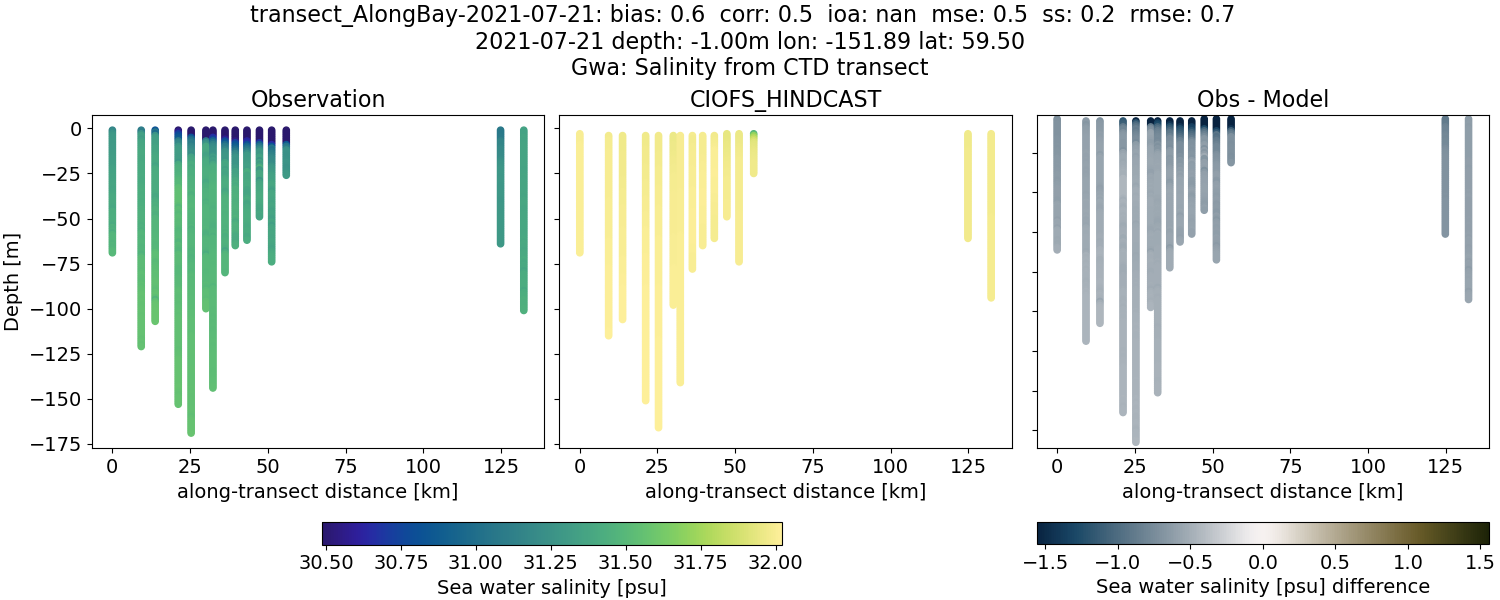 transect_AlongBay-2021-07-21: bias: 0.6  corr: 0.5  ioa: nan  mse: 0.5  ss: 0.2  rmse: 0.7
2021-07-21 depth: -1.00m lon: -151.89 lat: 59.50
Gwa: Salinity from CTD transect
Observation
CIOFS_HINDCAST
Obs - Model
0
−25
−50
−75
−100
−125
−150
−175
Depth [m]
0 25 50 75 100 125
0 25 50 75 100 125
0 25 50 75 100 125
along-transect distance [km]
along-transect distance [km]
along-transect distance [km]
30.50 30.75 31.00 31.25 31.50 31.75 32.00
Sea water salinity [psu]
−1.5 −1.0 −0.5 0.0 0.5 1.0 1.5
Sea water salinity [psu] difference